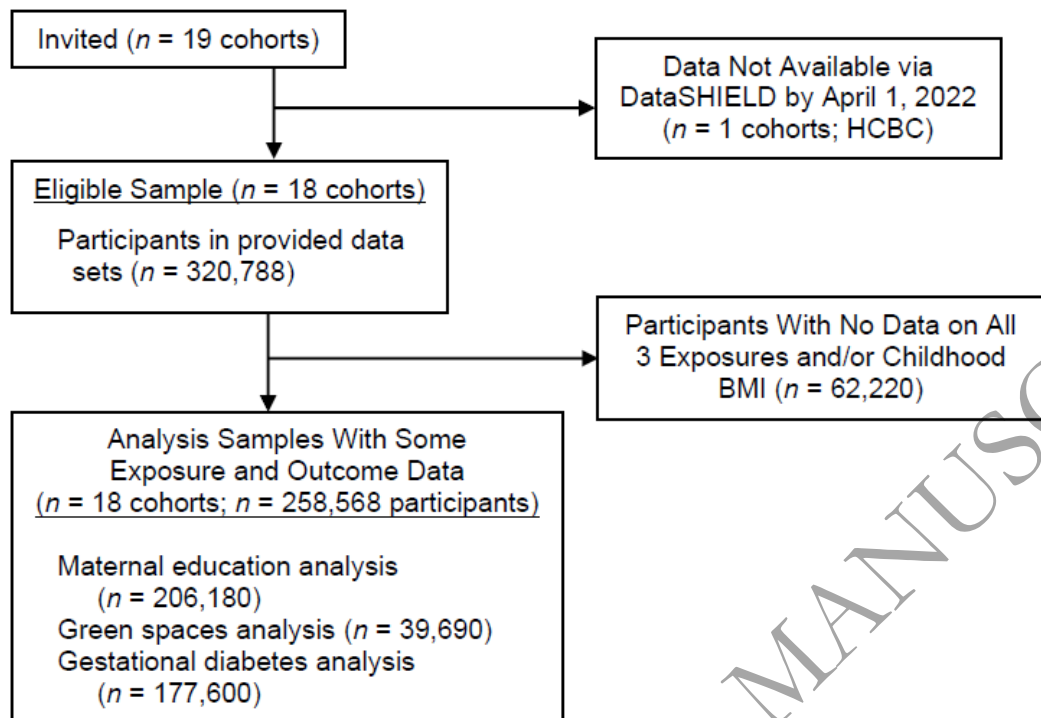 Invited (n = 19 cohorts)
Data Not Available via
DataSHIELD by April 1, 2022
(n = 1 cohorts; HCBC)
Eligible Sample (n = 18 cohorts)
Participants in provided data
sets (n = 320,788)
Participants With No Data on All
3 Exposures and/or Childhood
BMI (n = 62,220)
Analysis Samples With Some
Exposure and Outcome Data
(n = 18 cohorts; n = 258,568 participants)
Maternal education analysis
(n = 206,180)
Green spaces analysis (n = 39,690)
Gestational diabetes analysis
(n = 177,600)
MANUSC